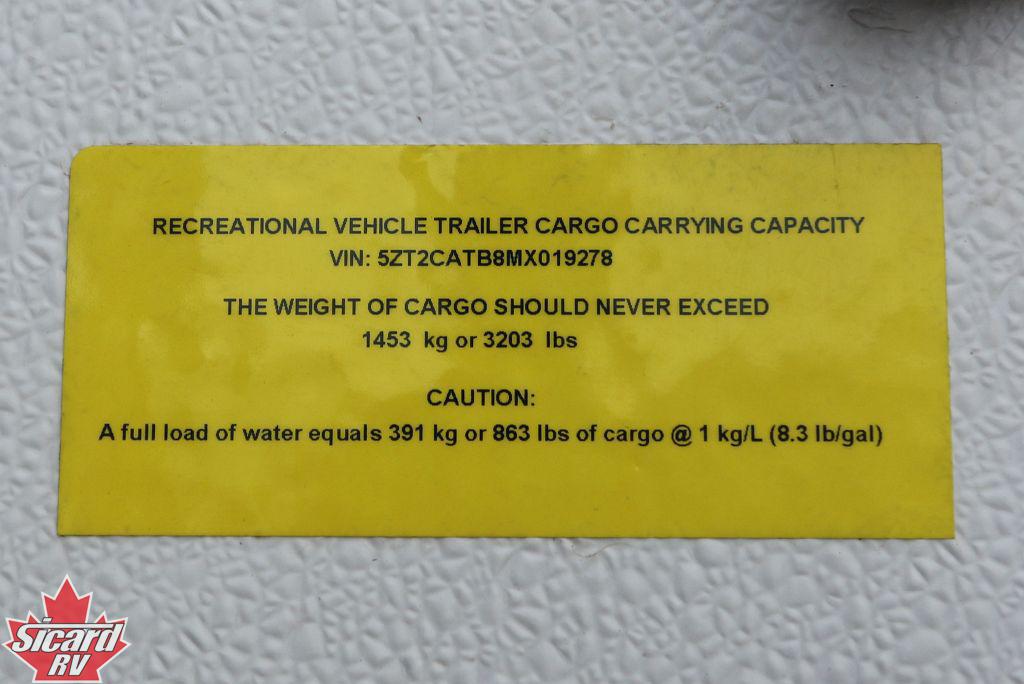 RECREATIONAL VEHICLE TRAILER CARGO CARRYING CAPACITY
VIN: 5ZT2CATB8MX019278
THE WEIGHT OF CARGO SHOULD NEVER EXCEED
1453 kg or 3203 lbs
CAUTION:
A full load of water equals 391 kg or 863 lbs of cargo @ 1 kg/L (8.3 lb/gal)
Sicard
RV